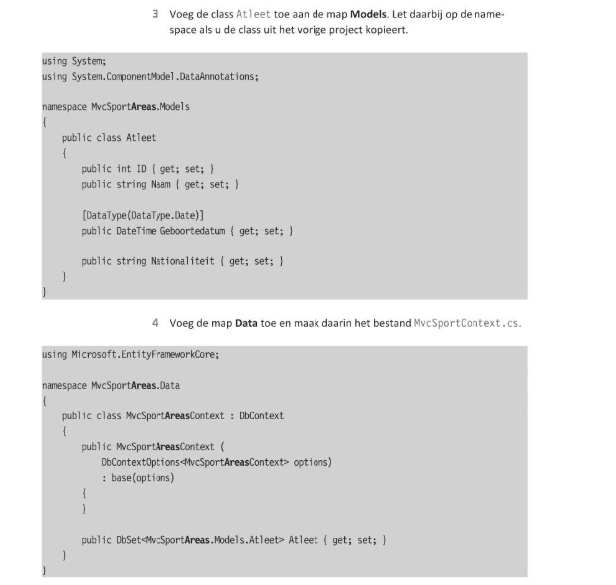 3 Voeg de class Atleet toe aan de map Models. Let daarbij op de name-
space als u de class uit het vorige project kopieert.
using System;
using System.ComponentModel.DataAnnotations;
namespace MvcSportAreas.Models
{
public class Atleet
{
public int ID { get; set; }
public string Naam { get; set; }
[DataType(DataType.Date)]
public DateTime Geboortedatum { get; set; }
public string Nationaliteit { get; set; }
}
}
4 Voeg de map Data toe en maak daarin het bestand MvcSportContext.cs.
using Microsoft.EntityFrameworkCore;
namespace MvcSportAreas.Data
{
public class MvcSportAreasContext : DbContext
{
public MvcSportAreasContext (
DbContextOptions<MvcSportAreasContext> options)
: base(options)
{
}
public DbSet<MvcSportAreas.Models.Atleet> Atleet { get; set; }
}
}